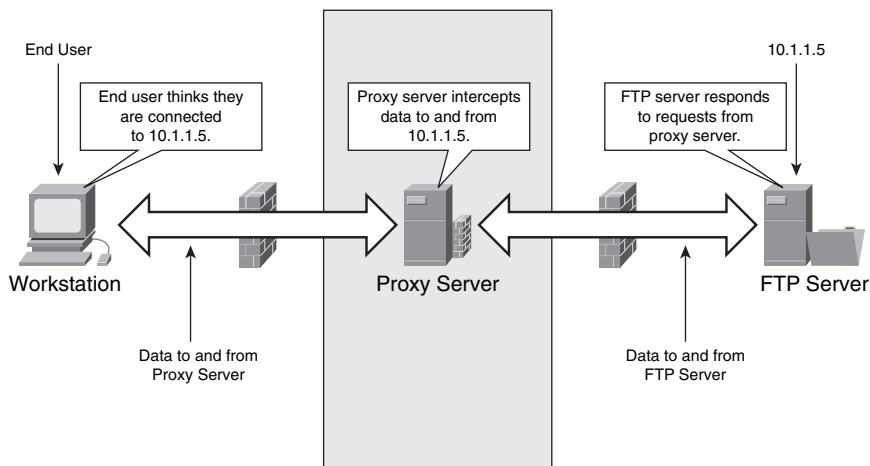 End User
10.1.1.5
End user thinks they
are connected
to 10.1.1.5.
Proxy server intercepts
data to and from
10.1.1.5.
FTP server responds
to requests from
proxy server.
Workstation
Proxy Server
FTP Server
Data to and from
Proxy Server
Data to and from
FTP Server